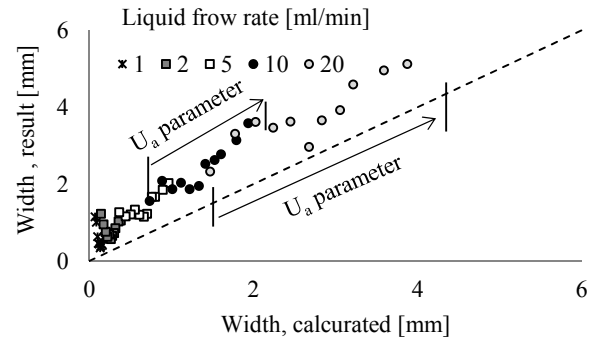 Liquid frow rate [ml/min]
1 2 5 10 20
6
4
2
0
Width , result [mm]
Ua parameter
Ua parameter
0 2 4 6
Width, calcurated [mm]